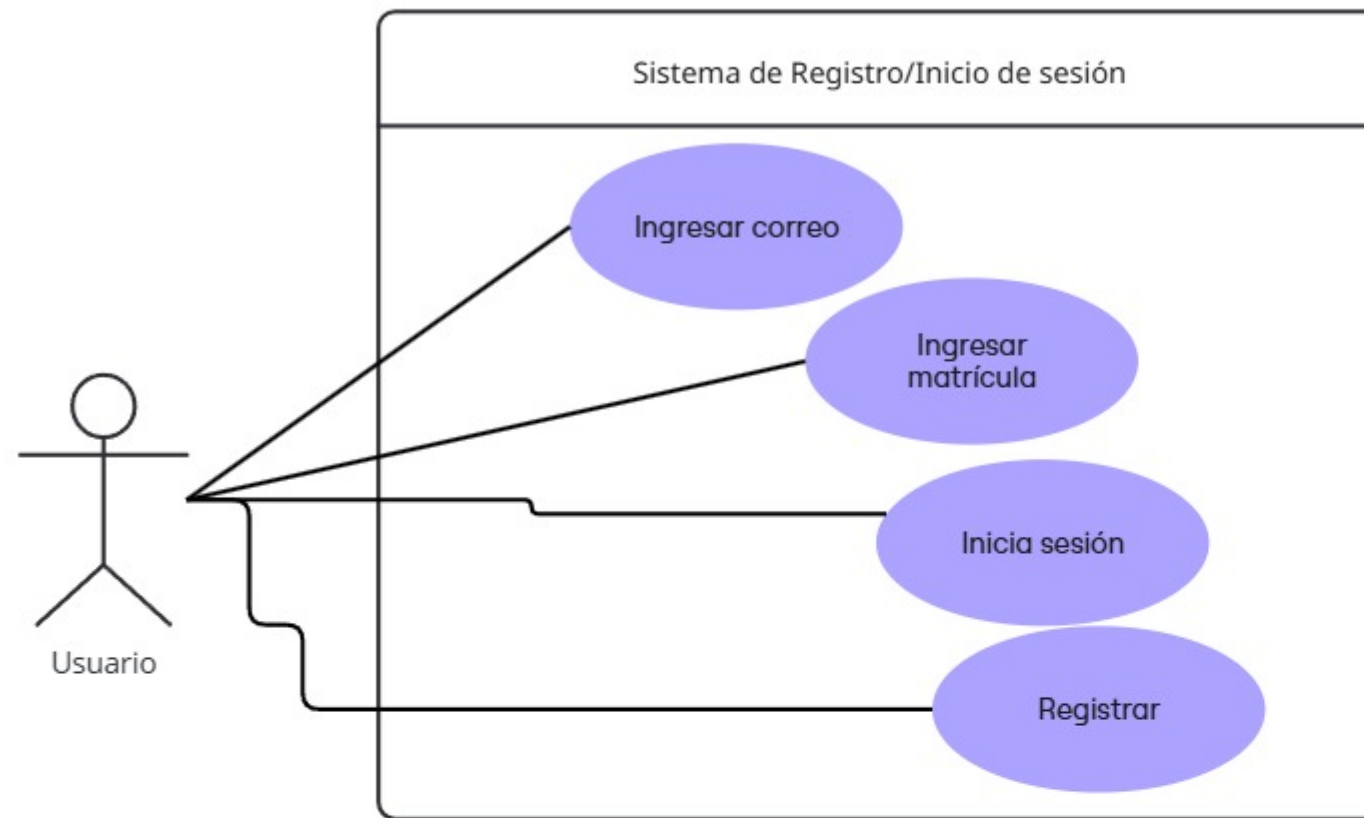 Sistema de Registro/Inicio de sesión
Ingresar correo
Ingresar
matrícula
Inicia sesión
Usuario
Registrar